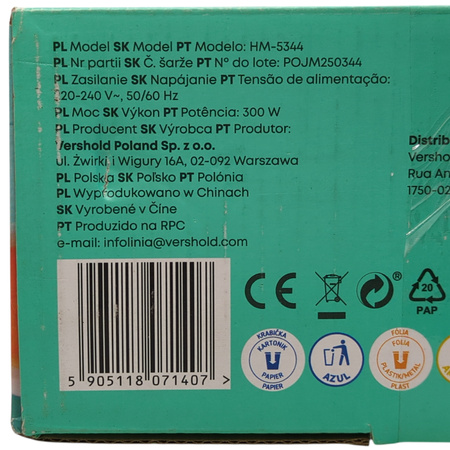 PL Model SK Model PT Modelo: HM-5344
PL Nr partii SK Č. šarže PT N° do lote: POJM250344
PL Zasilanie SK Napájanie PT Tensão de alimentação:
220-240 V~, 50/60 Hz
PL Moc SK Výkon PT Potência: 300 W
PL Producent SK Výrobca PT Produtor:
Vershold Poland Sp. z o.o.
ul. Żwirki i Wigury 16A, 02-092 Warszawa
PL Polska SK Poľsko PT Polónia
PL Wyprodukowano w Chinach
SK Vyrobené v Číne
PT Produzido na RPC
e-mail: infolinia@vershold.com
Distrib
Versho
Rua An
1750-02
CE
®
20
PAP
KRABIČKA
KARTONIK
PAPIER
PAPIER
AZUL
FÓLIA
FOLIA
PLASTIK/METAL
PLAST
5 905118 071407 >